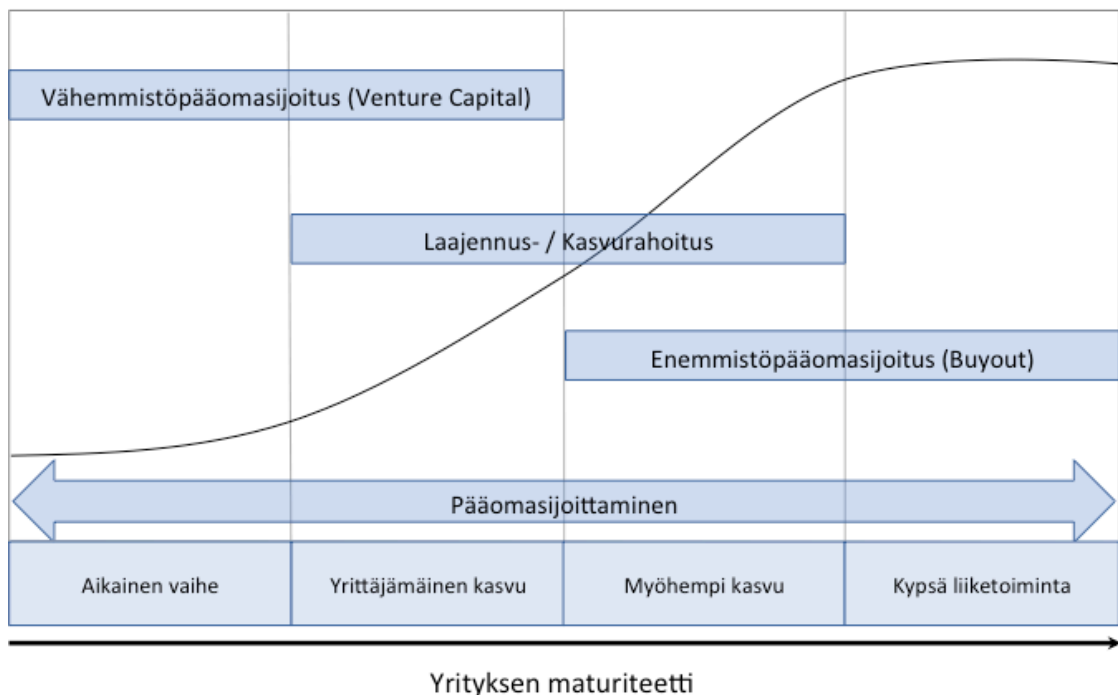 Vähemmistöpääomasijoitus (Venture Capital)
Laajennus- / Kasvurahoitus
Enemmistöpääomasijoitus (Buyout)
Pääomasijoittaminen
Aikainen vaihe
Yrittäjämäinen kasvu
Myöhempi kasvu
Kypsä liiketoiminta
Yrityksen maturiteetti